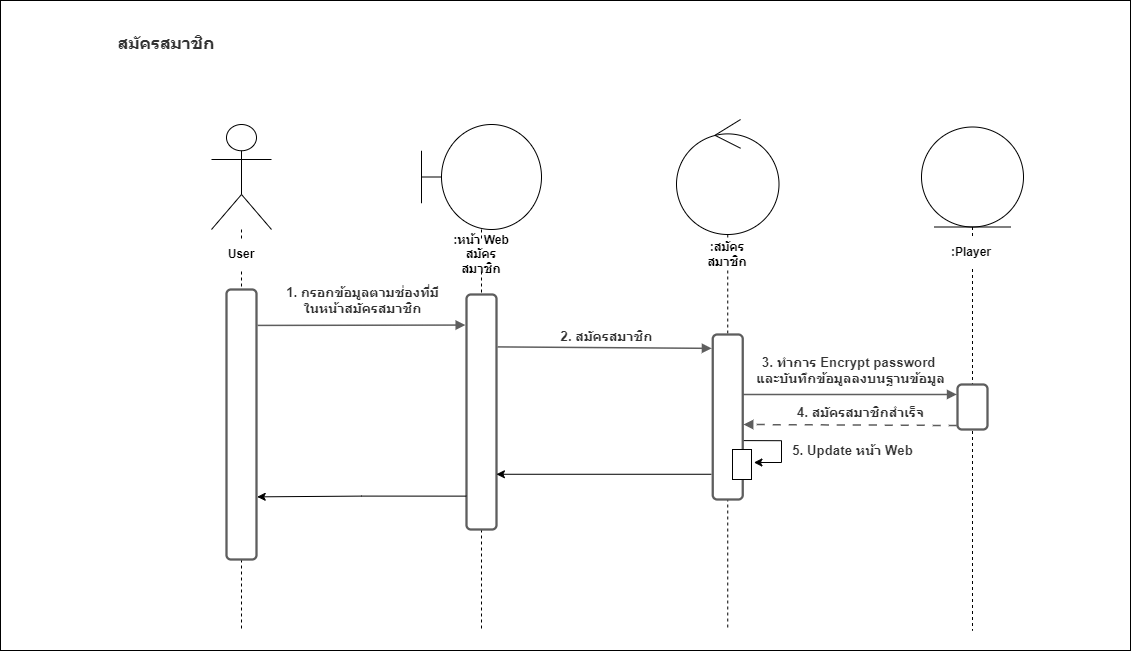 สมัครสมาชิก
User
:หน้า Web
สมัคร
สมาชิก
:สมัคร
สมาชิก
:Player
1. กรอกข้อมูลตามช่องที่มี
ในหน้าสมัครสมาชิก
2. สมัครสมาชิก
3. ทำการ Encrypt password
และบันทึกข้อมูลลงบนฐานข้อมูล
4. สมัครสมาชิกสำเร็จ
5. Update หน้า Web